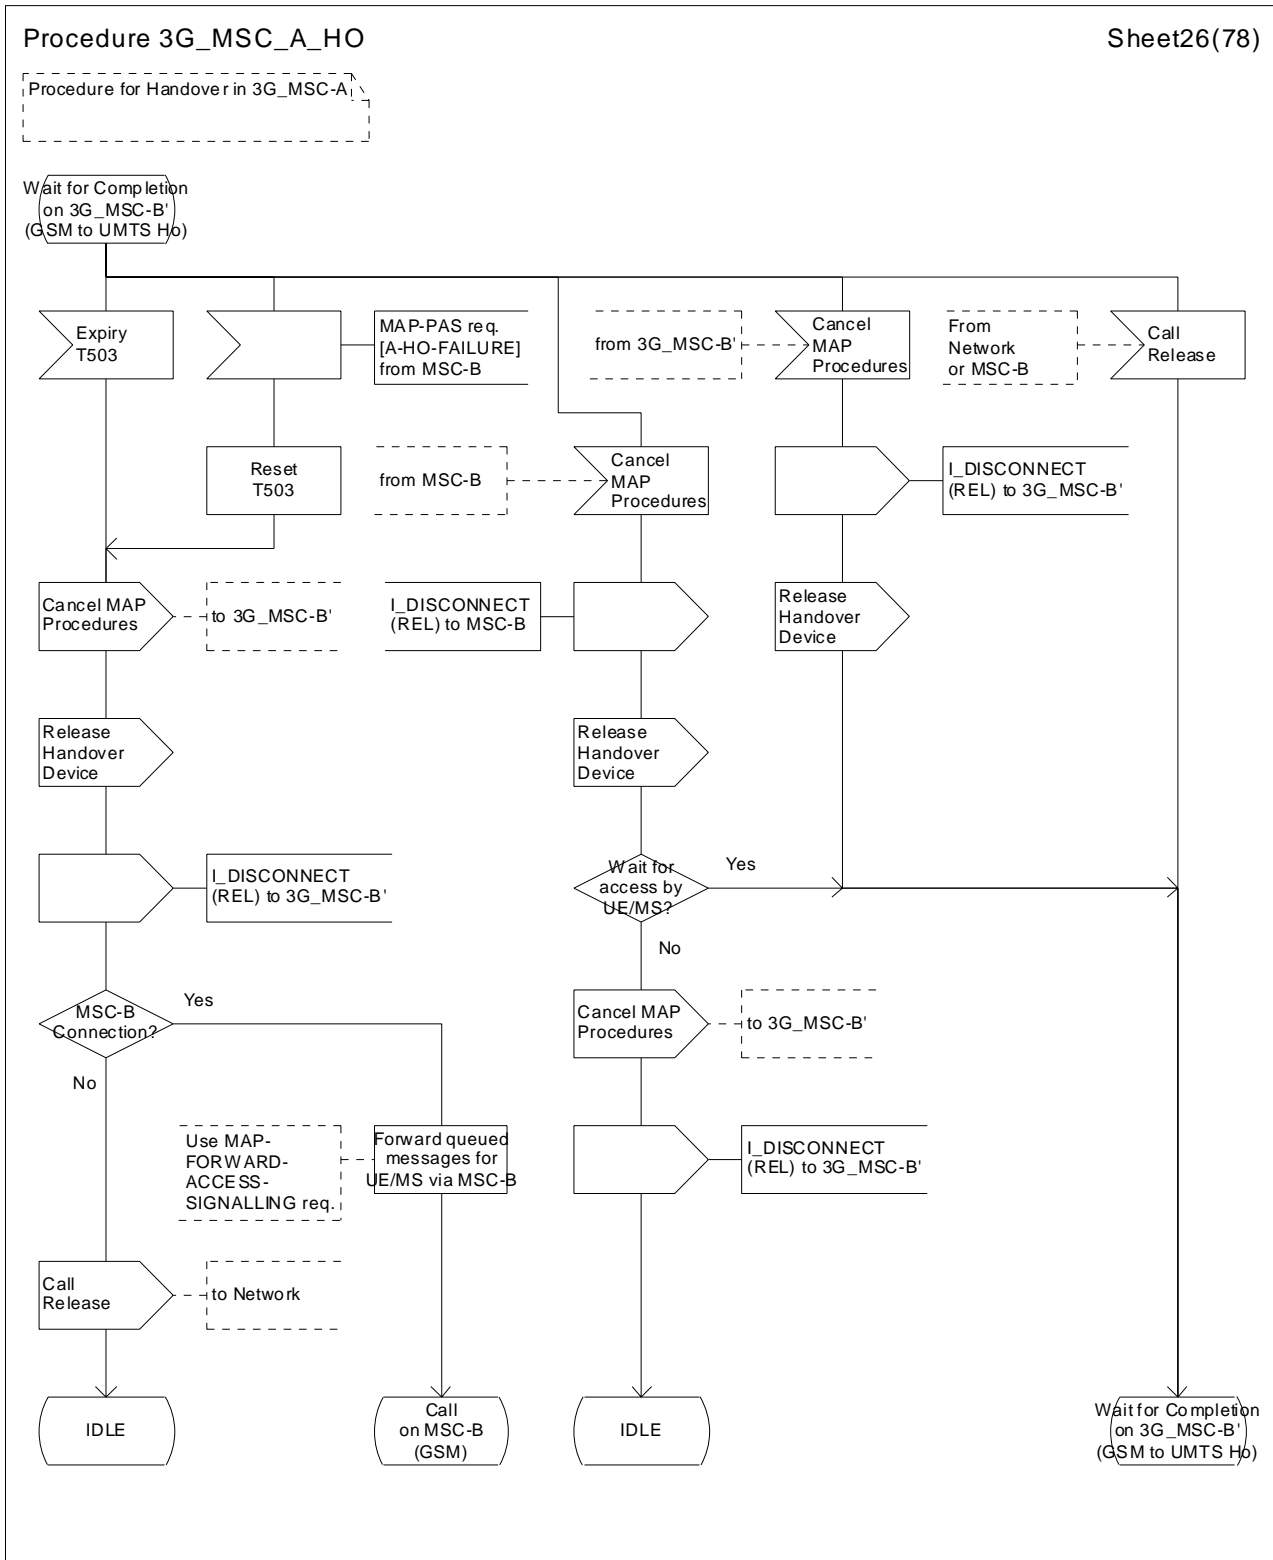 Procedure 3G_MSC_A_HO
Sheet26(78)
Procedure for Handover in 3G_MSC-A
Wait for Completion
on 3G_MSC-B'
(GSM to UMTS Ho)
Expiry
T503
MAP-PAS req.
[A-HO-FAILURE]
from MSC-B
from 3G_MSC-B'
Cancel
MAP
Procedures
From
Network
or MSC-B
Call
Release
Reset
T503
from MSC-B
Cancel
MAP
Procedures
I_DISCONNECT
(REL) to 3G_MSC-B'
Cancel MAP
Procedures
to 3G_MSC-B'
I_DISCONNECT
(REL) to MSC-B
Release
Handover
Device
Release
Handover
Device
Release
Handover
Device
I_DISCONNECT
(REL) to 3G_MSC-B'
Wait for
access by
UE/MS?
Yes
No
MSC-B
Connection?
Yes
No
Cancel MAP
Procedures
to 3G_MSC-B'
Use MAP-
FORWARD-
ACCESS-
SIGNALLING req.
Forward queued
messages for
UE/MS via MSC-B
I_DISCONNECT
(REL) to 3G_MSC-B'
Call
Release
to Network
IDLE
Call
on MSC-B
(GSM)
IDLE
Wait for Completion
on 3G_MSC-B'
(GSM to UMTS Ho)